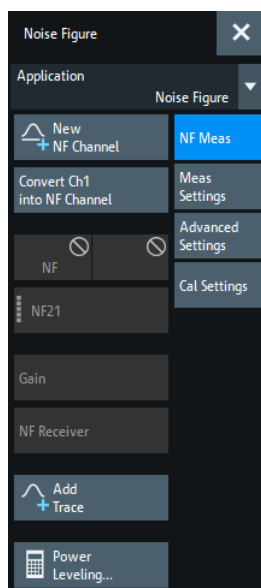 Noise Figure
Application
Noise Figure
New
NF Channel
NF Meas
Convert Ch1
into NF Channel
Meas
Settings
Advanced
Settings
NF
Cal Settings
NF21
Gain
NF Receiver
Add
Trace
Power
Leveling...